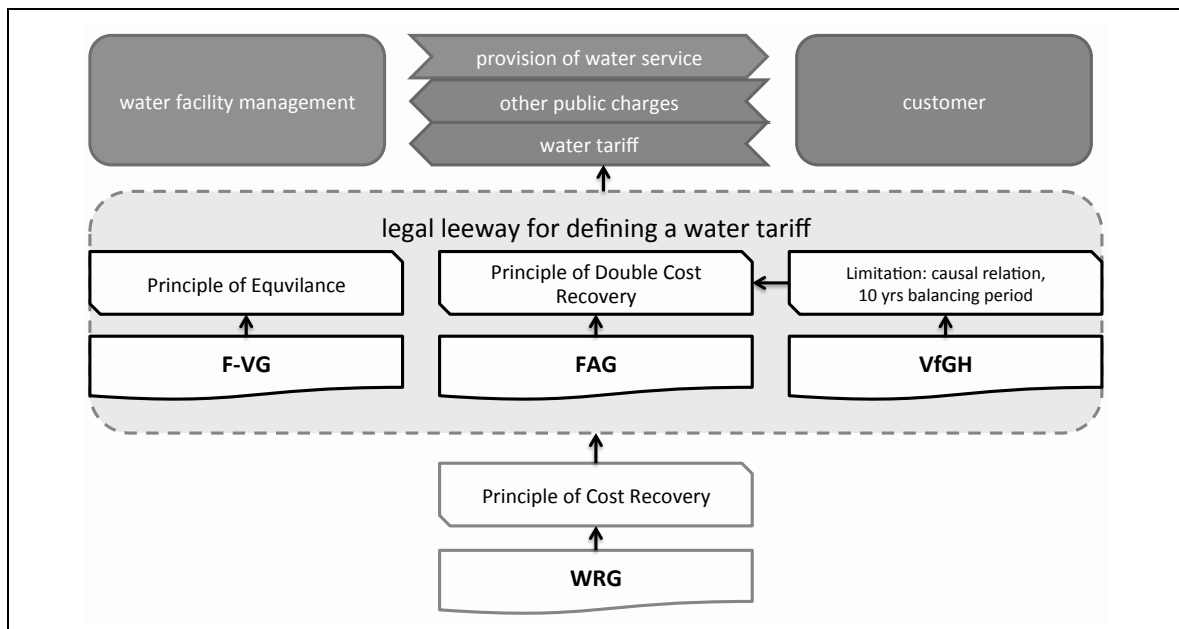 provision of water service
water facility management
other public charges
customer
water tariff
legal leeway for defining a water tariff
Principle of Equvilance
Principle of Double Cost
Recovery
Limitation: causal relation,
10 yrs balancing period
F-VG
FAG
VfGH
Principle of Cost Recovery
WRG